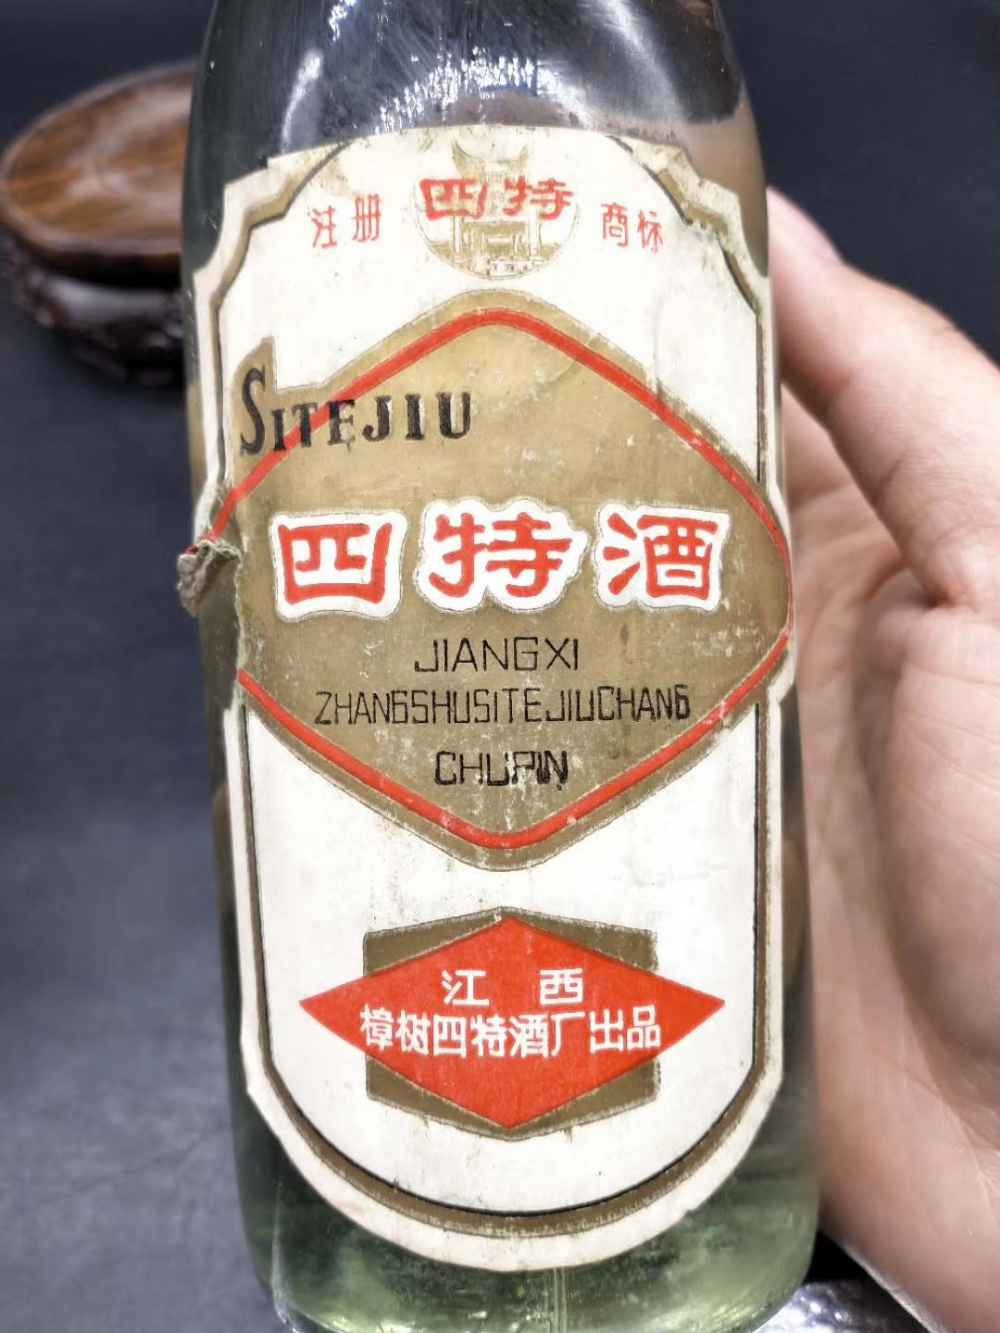 注册 四特 商标
SITEJIU
四特酒
JIANGXI
ZHANGSHUSITEJIUCHANG
CHUPIN
江西
樟树四特酒厂出品